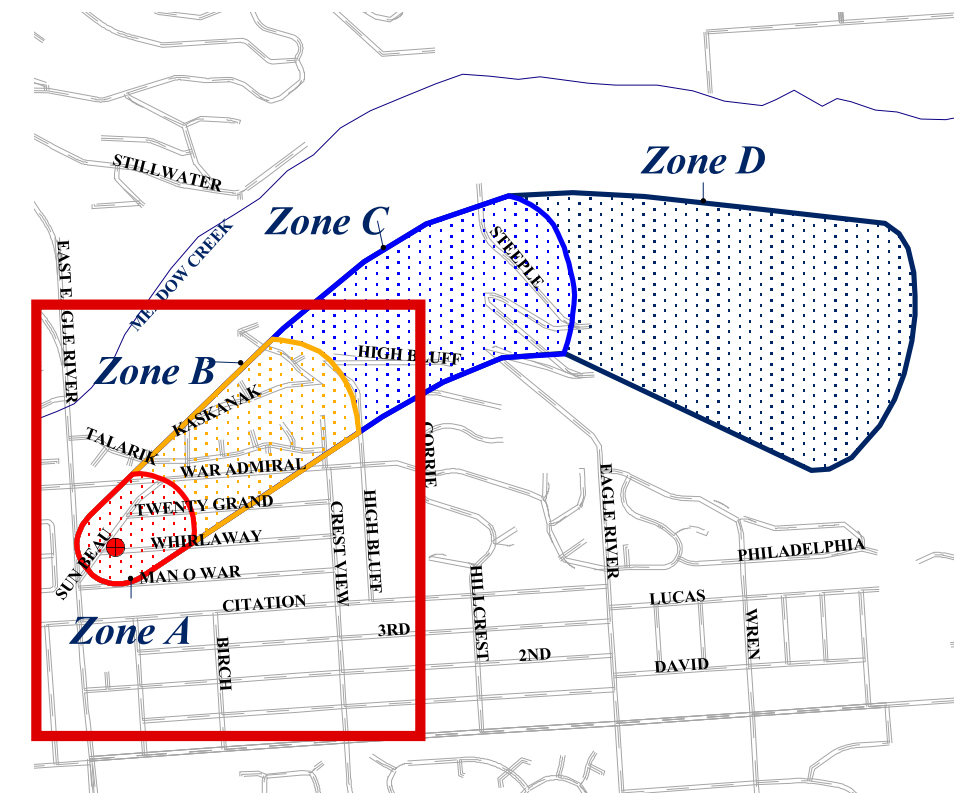 Zone D
STILLWATER
Zone C
MEADOW CREEK
STEEPLE
EAST EAGLE RIVER
HIGH BLUFF
Zone B
KASKANAK
TALARIK
CORRIE
WAR ADMIRAL
TWENTY GRAND
EAGLE RIVER
CREST VIEW
HIGH BLUFF
WHIRLAWAY
SUN BEAU
PHILADELPHIA
MAN O WAR
HILLCREST
CITATION
LUCAS
Zone A
3RD
WREN
BIRCH
2ND
DAVID